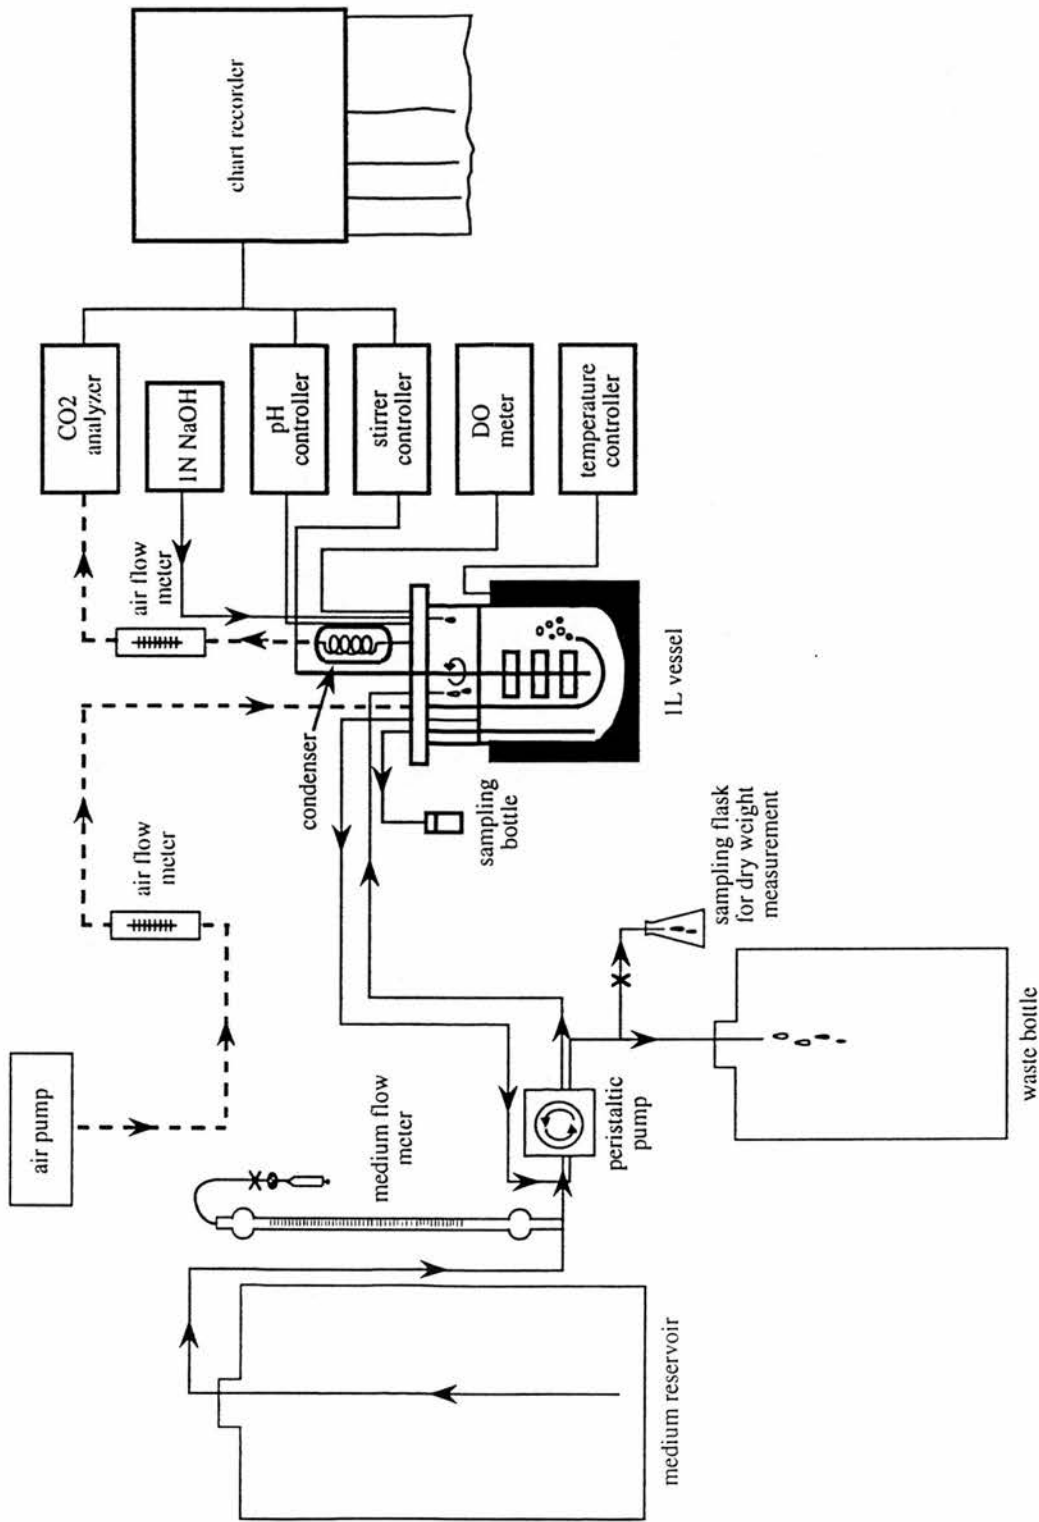 air pump
air flow
meter
air flow
meter
CO2
analyzer
1N NaOH
pH
controller
stirrer
controller
DO
meter
temperature
controller
chart recorder
condenser
sampling
bottle
1L vessel
medium flow
meter
peristaltic
pump
sampling flask
for dry weight
measurement
medium reservoir
waste bottle